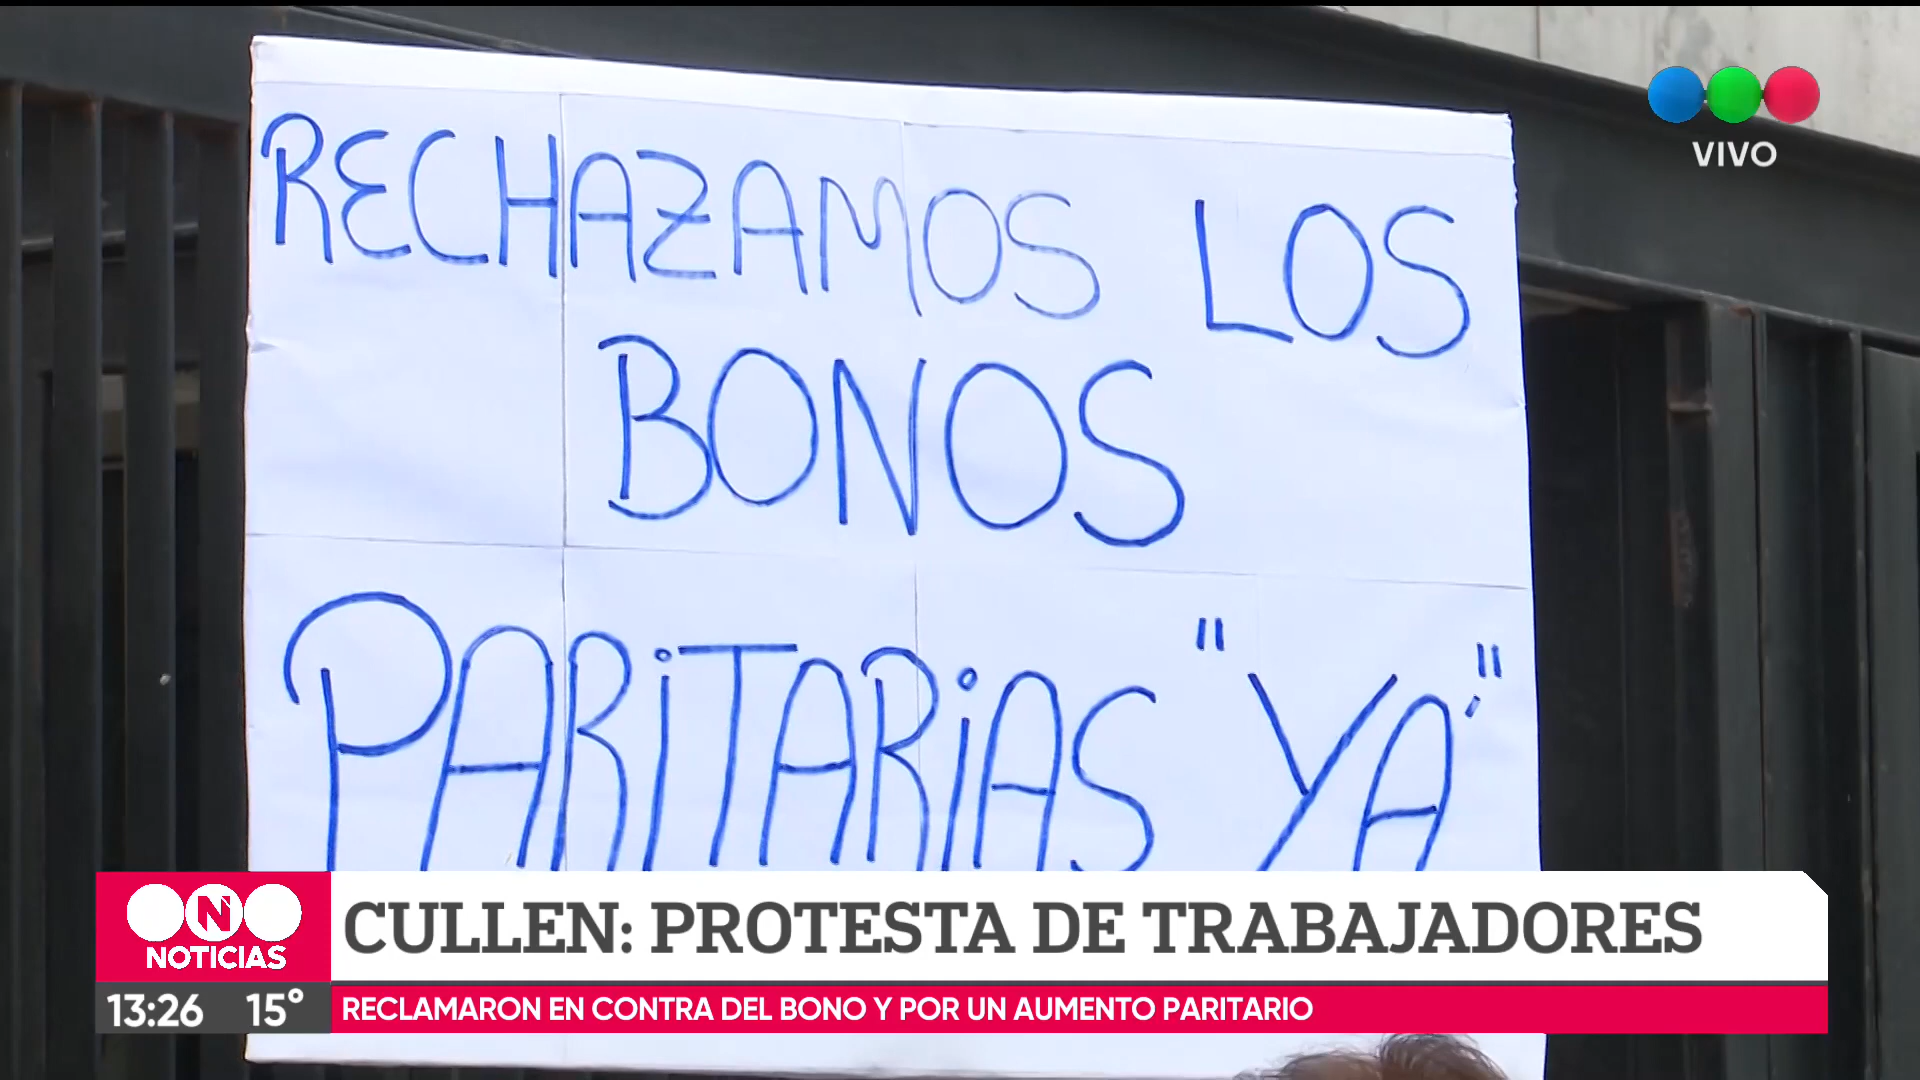 VIVO
RECHAZAMOS LOS
BONOS
PARiTARiAS "YA"
N
NOTICIAS
CULLEN: PROTESTA DE TRABAJADORES
13:26 15°
RECLAMARON EN CONTRA DEL BONO Y POR UN AUMENTO PARITARIO